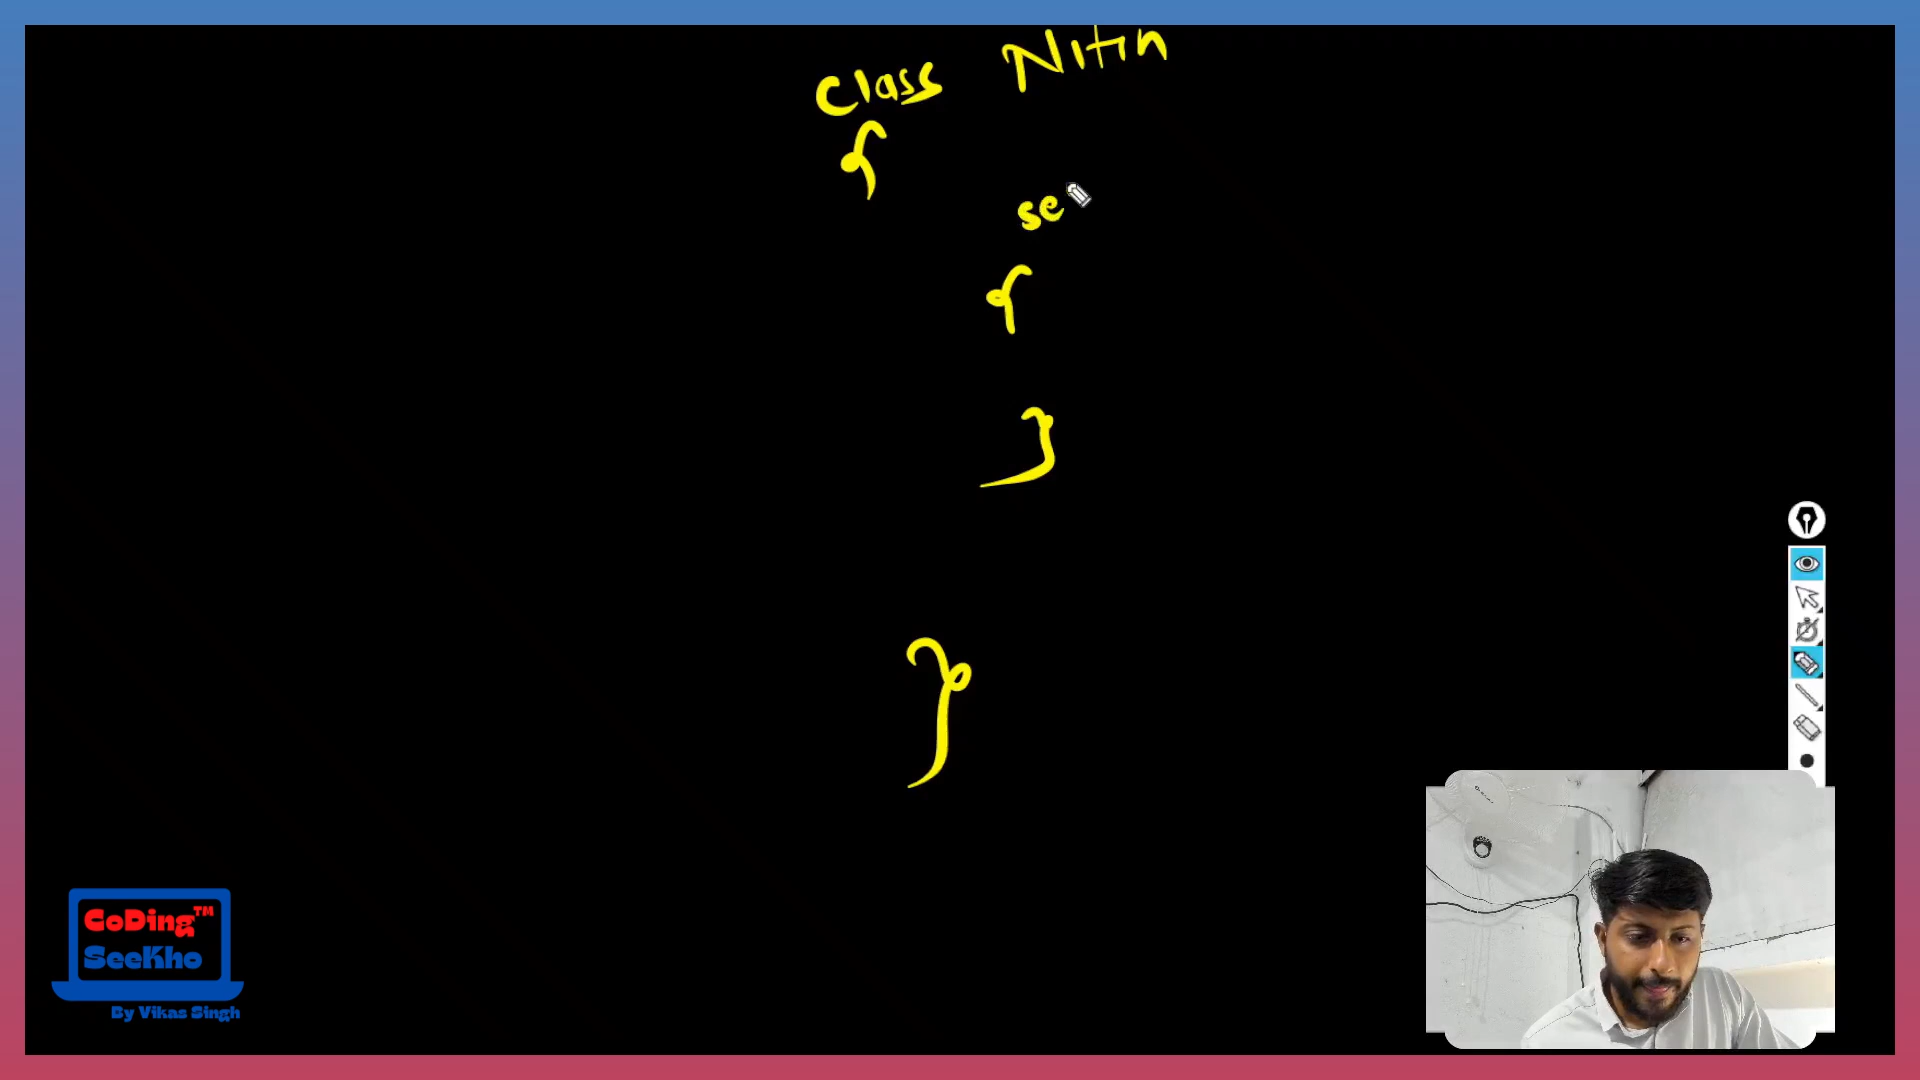 Class Nitin
{
se
{
}
}
CoDing™
SeeKho
By Vikas Singh